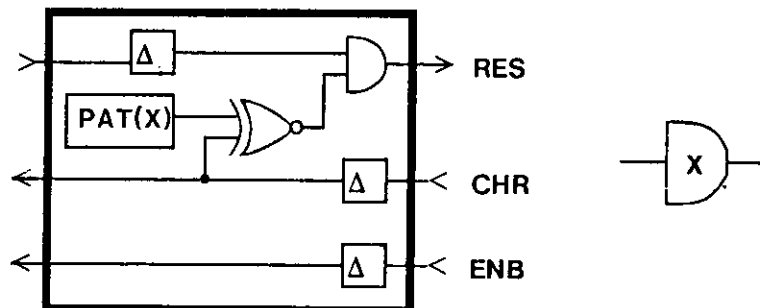 Δ
RES
PAT(X)
Δ
CHR
X
Δ
ENB